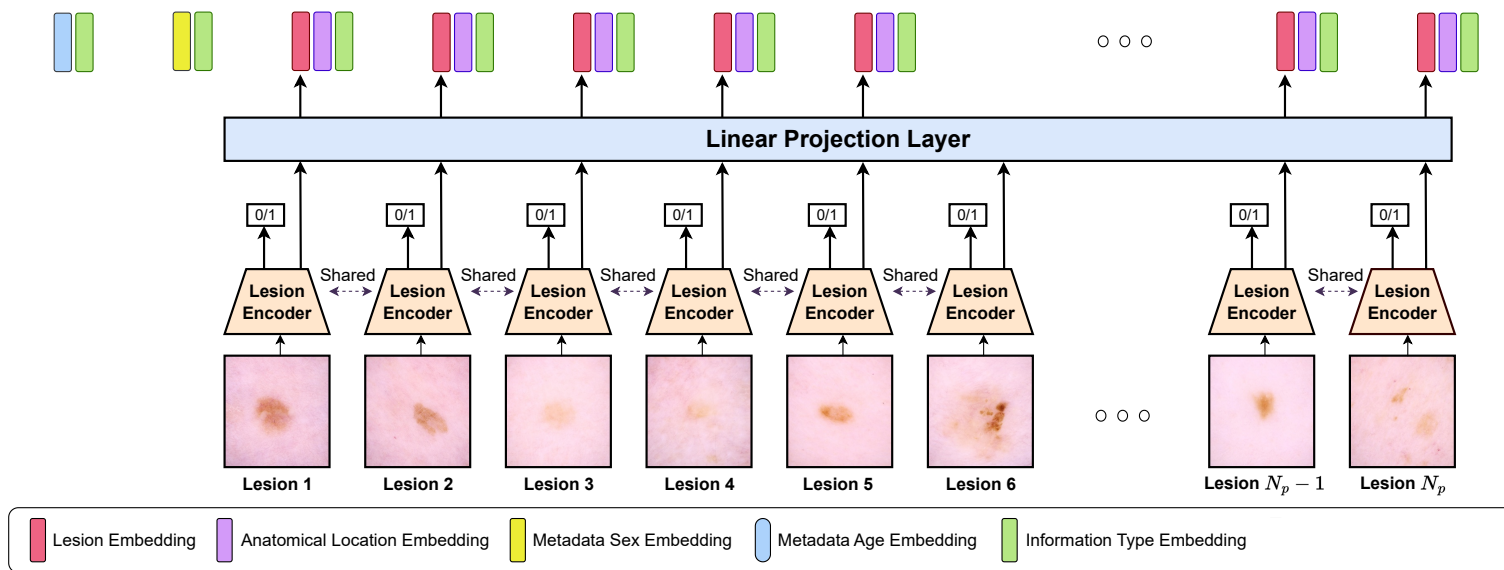 Linear Projection Layer
0/1 0/1 0/1 0/1 0/1 0/1 0/1 0/1
Shared Shared Shared Shared Shared Shared
Lesion Encoder
Lesion Encoder
Lesion Encoder
Lesion Encoder
Lesion Encoder
Lesion Encoder
Lesion Encoder
Lesion Encoder
Lesion 1
Lesion 2
Lesion 3
Lesion 4
Lesion 5
Lesion 6
Lesion $N_p - 1$
Lesion $N_p$
Lesion Embedding
Anatomical Location Embedding
Metadata Sex Embedding
Metadata Age Embedding
Information Type Embedding